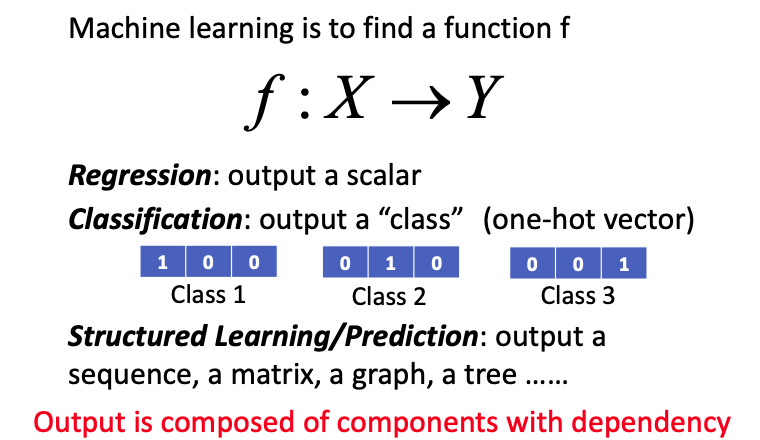 Machine learning is to find a function f
f : X → Y
Regression: output a scalar
Classification: output a “class” (one-hot vector)
1 0 0 0 1 0 0 0 1
Class 1 Class 2 Class 3
Structured Learning/Prediction: output a
sequence, a matrix, a graph, a tree ……
Output is composed of components with dependency